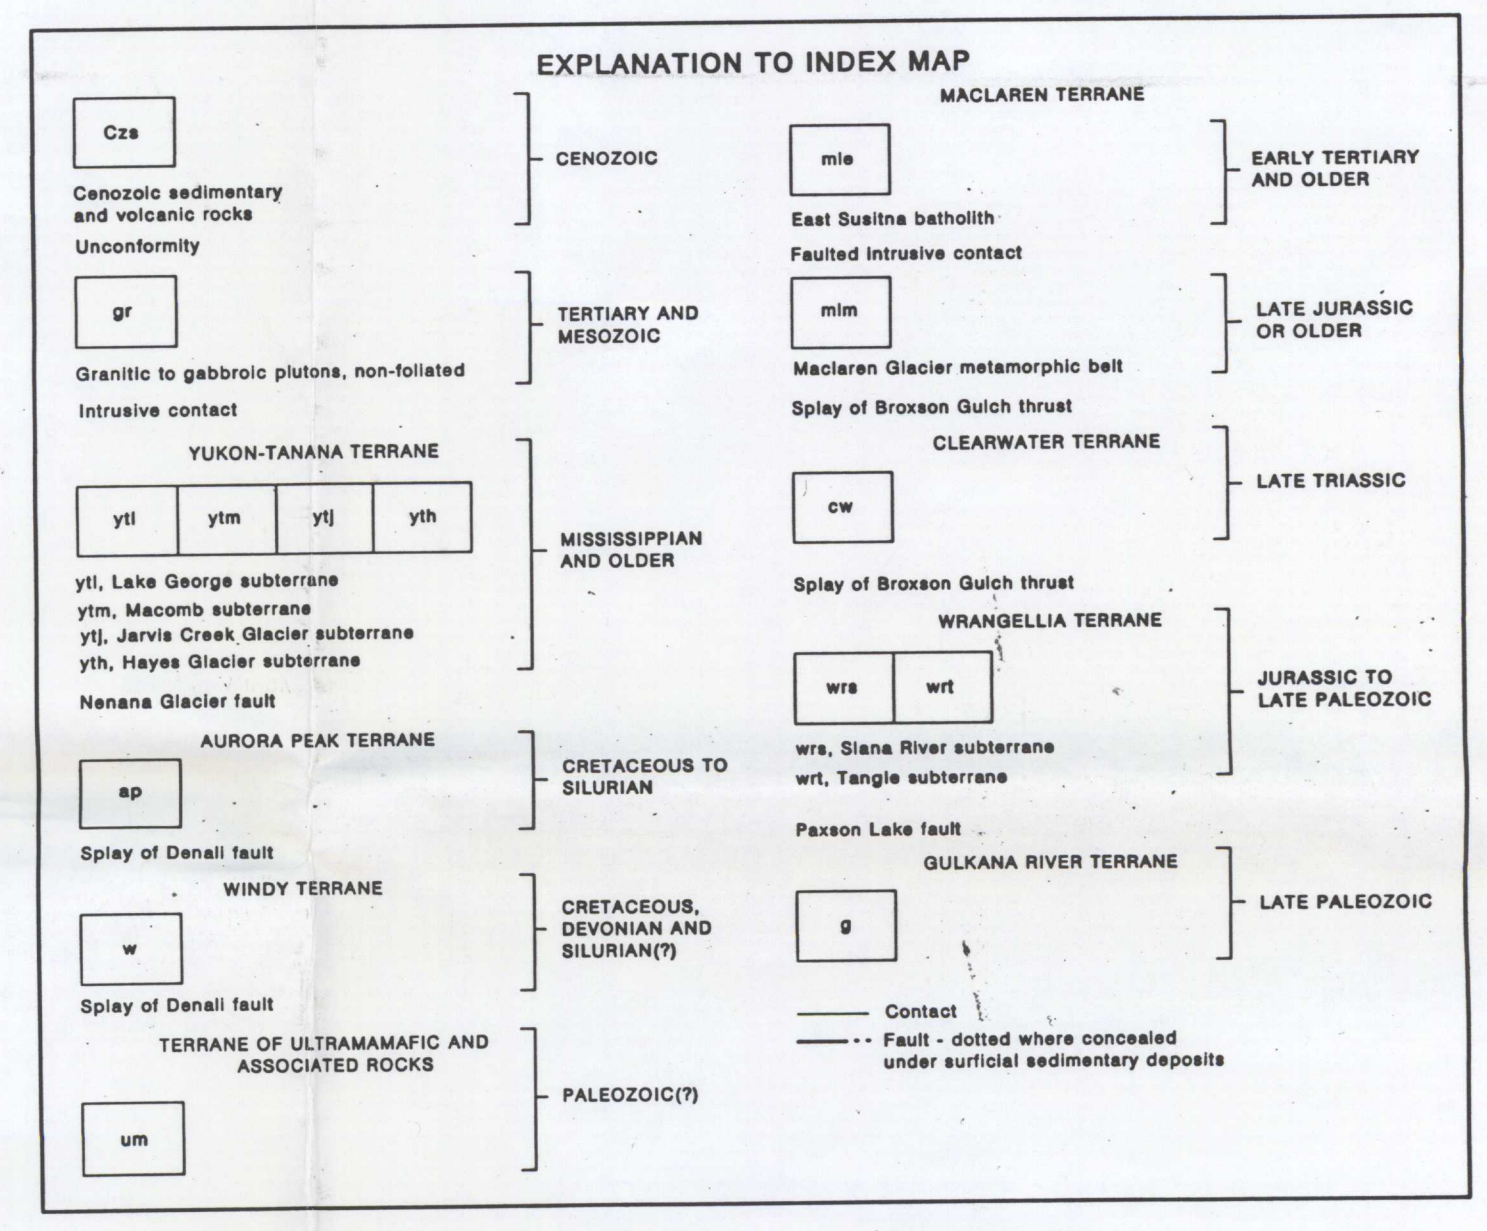 EXPLANATION TO INDEX MAP
Czs
Cenozoic sedimentary
and volcanic rocks
CENOZOIC
Unconformity
gr
Granitic to gabbroic plutons, non-foliated
TERTIARY AND
MESOZOIC
Intrusive contact
YUKON-TANANA TERRANE
ytl
ytm
ytj
yth
ytl, Lake George subterrane
ytm, Macomb subterrane
ytj, Jarvis Creek Glacier subterrane
yth, Hayes Glacier subterrane
MISSISSIPPIAN
AND OLDER
Nenana Glacier fault
AURORA PEAK TERRANE
ap
CRETACEOUS TO
SILURIAN
Splay of Denali fault
WINDY TERRANE
w
CRETACEOUS,
DEVONIAN AND
SILURIAN(?)
Splay of Denali fault
TERRANE OF ULTRAMAMAFIC AND
ASSOCIATED ROCKS
um
PALEOZOIC(?)
MACLAREN TERRANE
mle
East Susitna batholith
EARLY TERTIARY
AND OLDER
Faulted intrusive contact
mlm
Maclaren Glacier metamorphic belt
LATE JURASSIC
OR OLDER
Splay of Broxson Gulch thrust
CLEARWATER TERRANE
cw
LATE TRIASSIC
Splay of Broxson Gulch thrust
WRANGELLIA TERRANE
wrs
wrt
wrs, Slana River subterrane
wrt, Tangle subterrane
JURASSIC TO
LATE PALEOZOIC
Paxson Lake fault
GULKANA RIVER TERRANE
g
LATE PALEOZOIC
Contact
Fault - dotted where concealed
under surficial sedimentary deposits